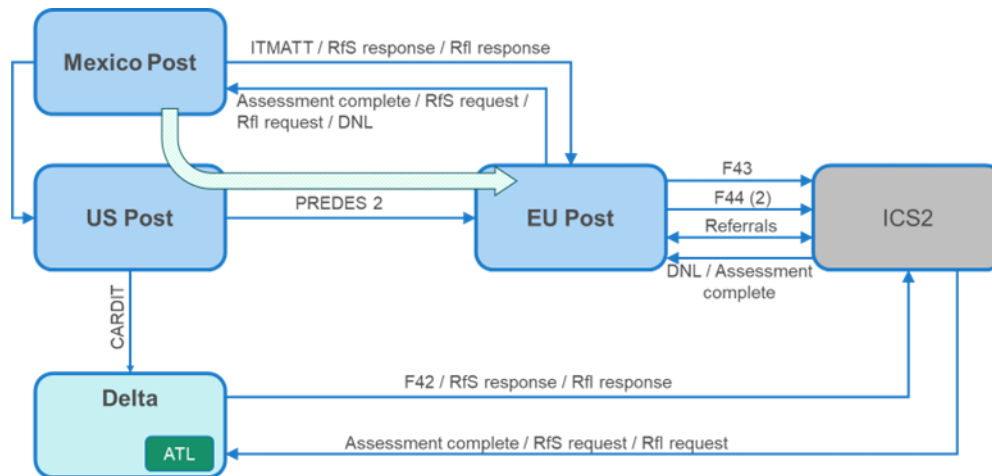 ITMATT / RfS response / RfI response
Mexico Post
Assessment complete / RfS request /
RfI request / DNL
F43
US Post
PREDES 2
EU Post
F44 (2)
ICS2
Referrals
DNL / Assessment
complete
CARDIT
Delta
F42 / RfS response / RfI response
ATL
Assessment complete / RfS request / RfI request